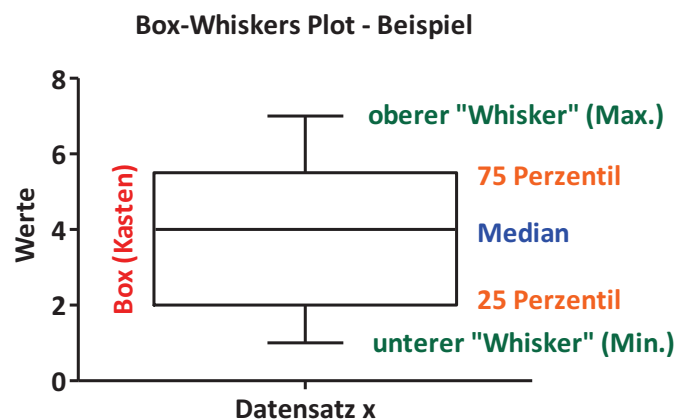 Box-Whiskers Plot - Beispiel
8
oberer "Whisker" (Max.)
6
75 Perzentil
Werte
Box (Kasten)
4
Median
2
25 Perzentil
unterer "Whisker" (Min.)
0
Datensatz x